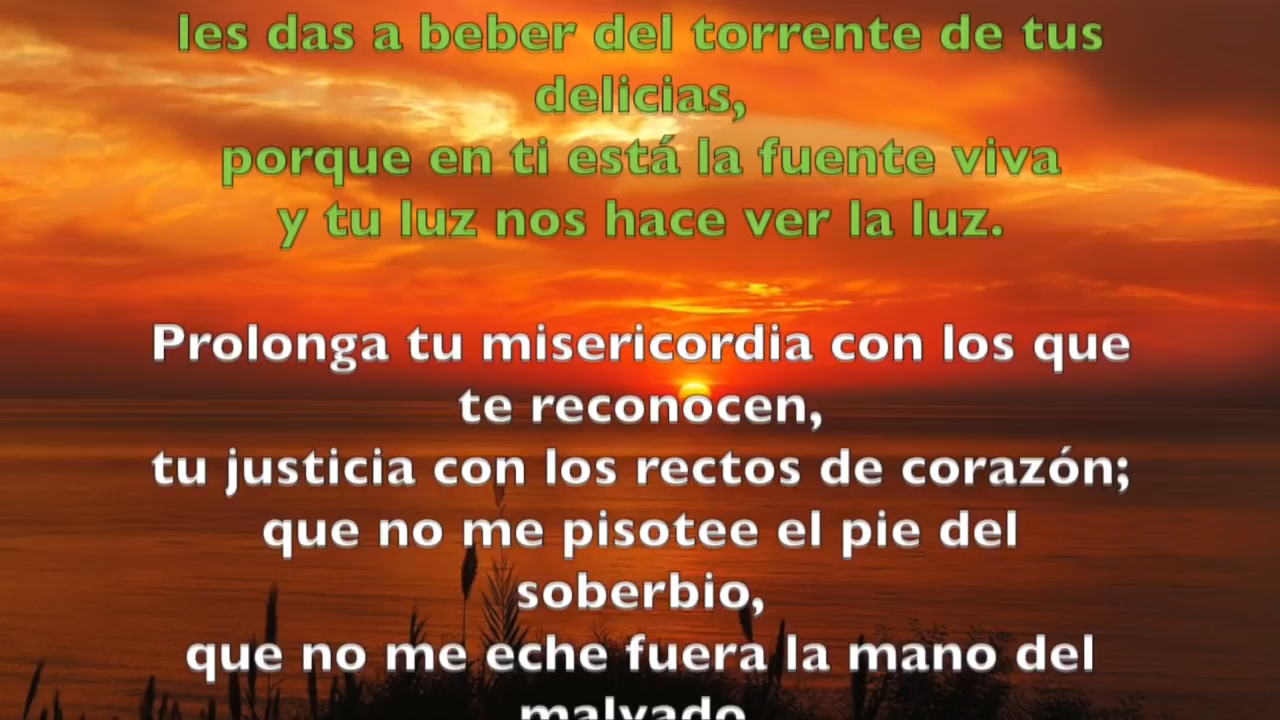 les das a beber del torrente de tus
delicias,
porque en ti está la fuente viva
y tu luz nos hace ver la luz.
Prolonga tu misericordia con los que
te reconocen,
tu justicia con los rectos de corazón;
que no me pisotee el pie del
soberbio,
que no me eche fuera la mano del
malvado